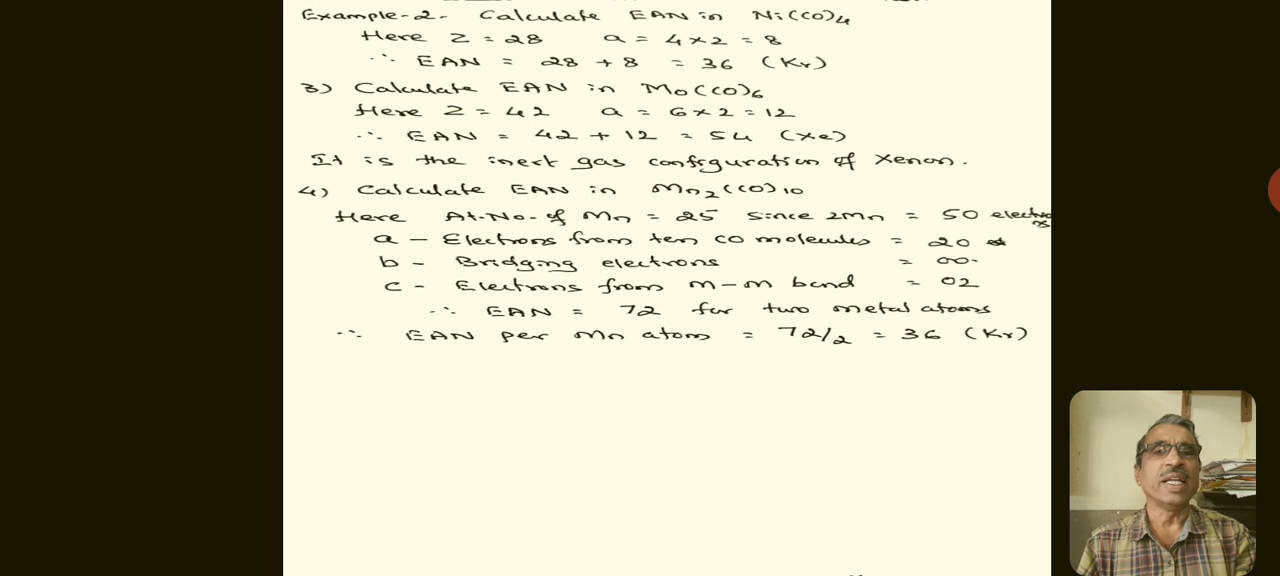 Example-2- Calculate EAN in Ni(CO)4
Here Z = 28 a = 4×2 = 8
∴ EAN = 28 + 8 = 36 (Kr)
3) Calculate EAN in Mo(CO)6
Here Z = 42 a = 6×2 = 12
∴ EAN = 42 + 12 = 54 (Xe)
It is the inert gas configuration of Xenon.
4) Calculate EAN in Mn2(CO)10
Here At.No. of Mn = 25 since 2Mn = 50 electrons
a - Electrons from ten CO molecules = 20
b - Bridging electrons = 00.
c - Electrons from M-M bond = 02
∴ EAN = 72 for two metal atoms
∴ EAN per Mn atom = 72/2 = 36 (Kr)